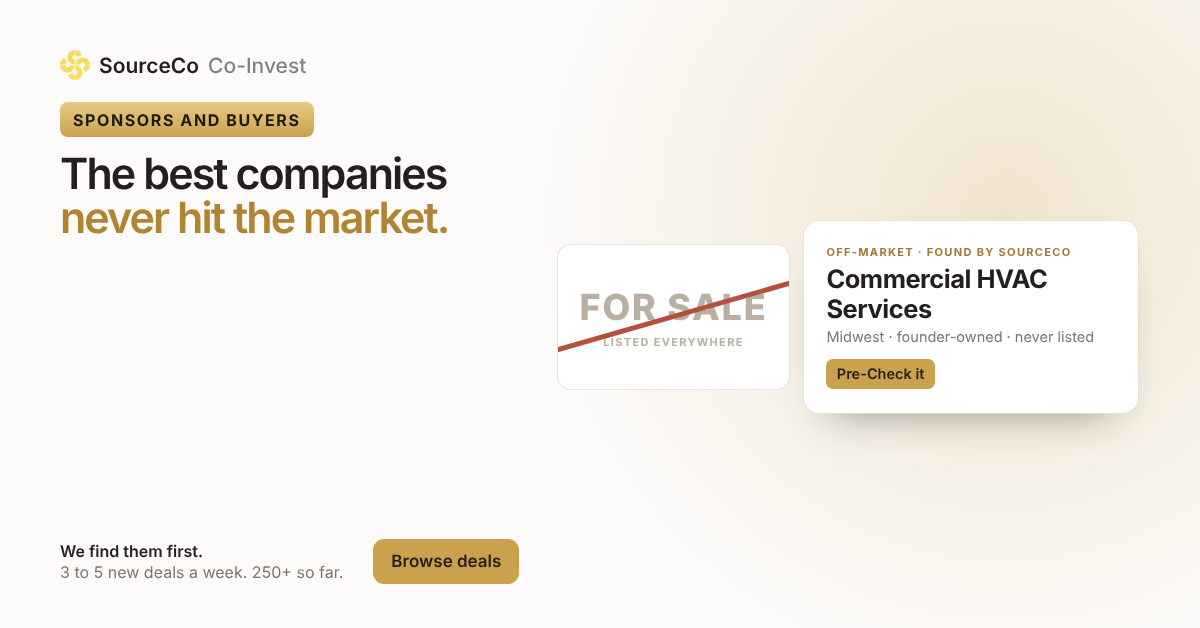 SourceCo Co-Invest
SPONSORS AND BUYERS
The best companies
never hit the market.
FOR SALE
LISTED EVERYWHERE
OFF-MARKET · FOUND BY SOURCECO
Commercial HVAC
Services
Midwest · founder-owned · never listed
Pre-Check it
We find them first.
3 to 5 new deals a week. 250+ so far.
Browse deals